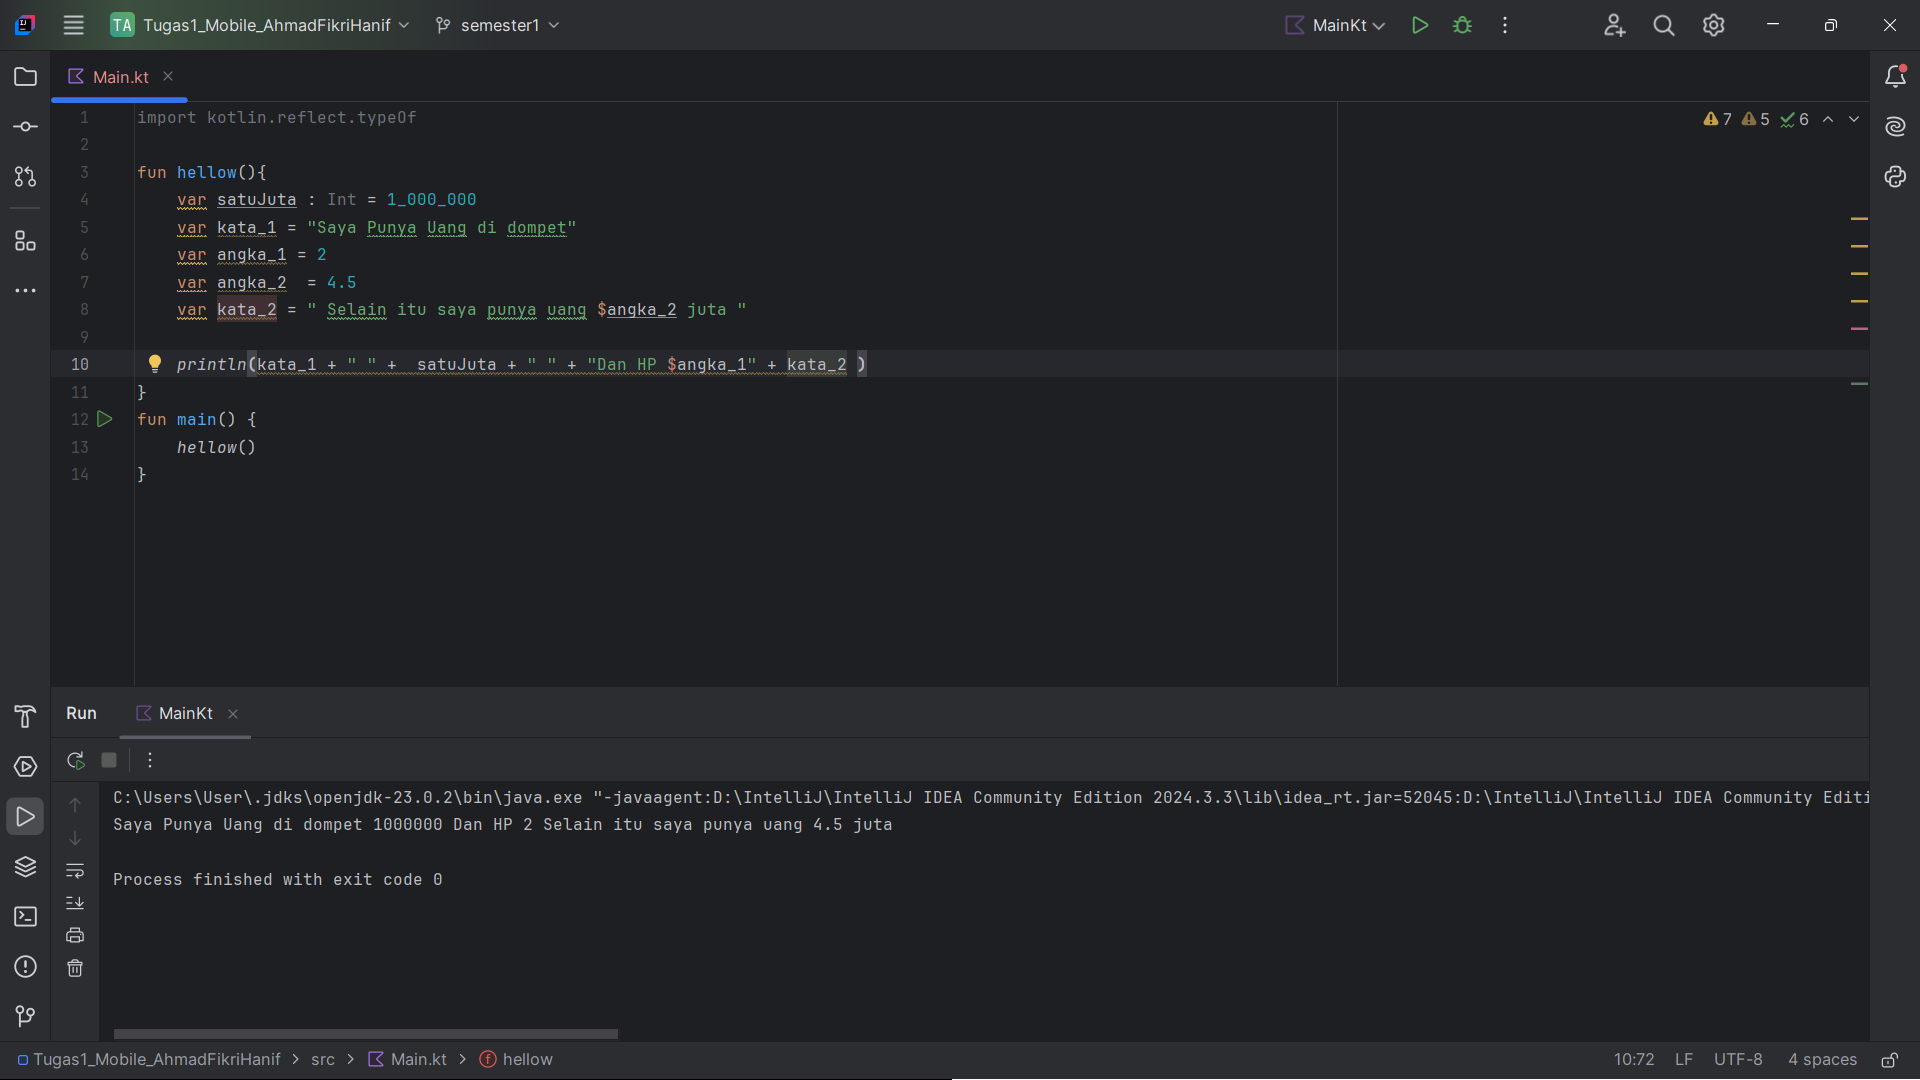 TA Tugas1_Mobile_AhmadFikriHanif semester1 MainKt
Main.kt
7 5 6
1 import kotlin.reflect.typeOf
2
3 fun hellow(){
4     var satuJuta : Int = 1_000_000
5     var kata_1 = "Saya Punya Uang di dompet"
6     var angka_1 = 2
7     var angka_2  = 4.5
8     var kata_2 = " Selain itu saya punya uang $angka_2 juta "
9
10     println(kata_1 + " " +  satuJuta + " " + "Dan HP $angka_1" + kata_2 )
11 }
12 fun main() {
13     hellow()
14 }
Run MainKt
C:\Users\User\.jdks\openjdk-23.0.2\bin\java.exe "-javaagent:D:\IntelliJ\IntelliJ IDEA Community Edition 2024.3.3\lib\idea_rt.jar=52045:D:\IntelliJ\IntelliJ IDEA Community Editi
Saya Punya Uang di dompet 1000000 Dan HP 2 Selain itu saya punya uang 4.5 juta
Process finished with exit code 0
Tugas1_Mobile_AhmadFikriHanif > src > Main.kt > f hellow 10:72 LF UTF-8 4 spaces